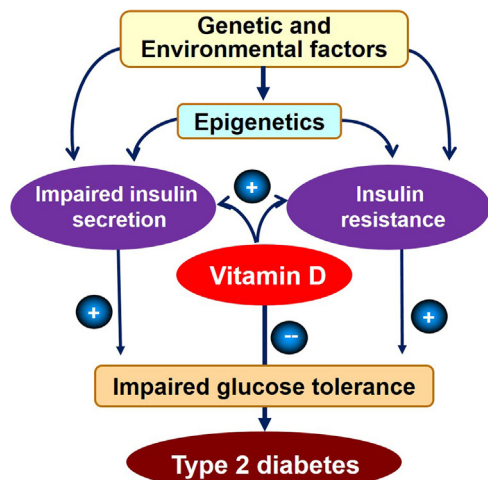 Genetic and
Environmental factors
Epigenetics
Impaired insulin
secretion
+
Insulin
resistance
Vitamin D
+
--
+
Impaired glucose tolerance
Type 2 diabetes